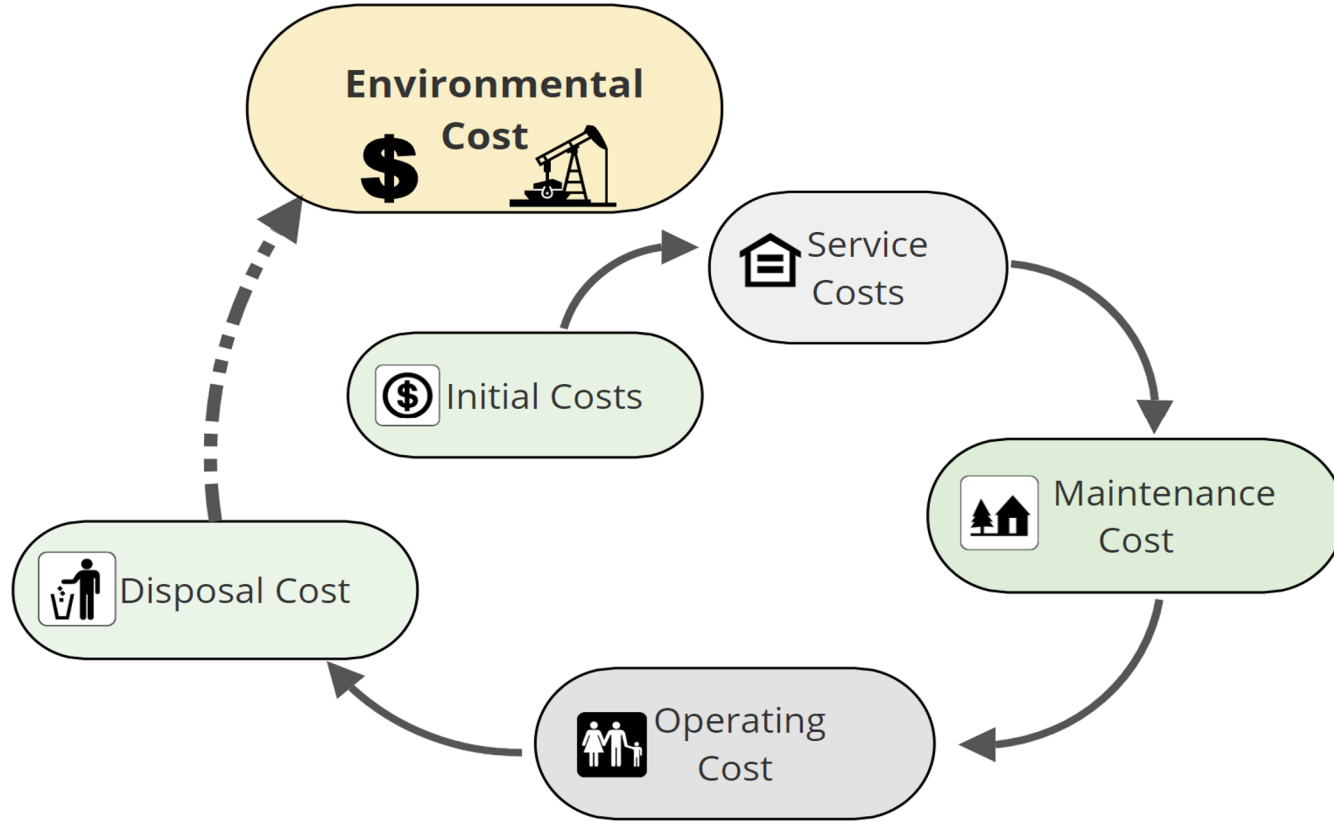 Environmental
Cost
$
Service
Costs
$
Initial Costs
Maintenance
Cost
Disposal Cost
Operating
Cost